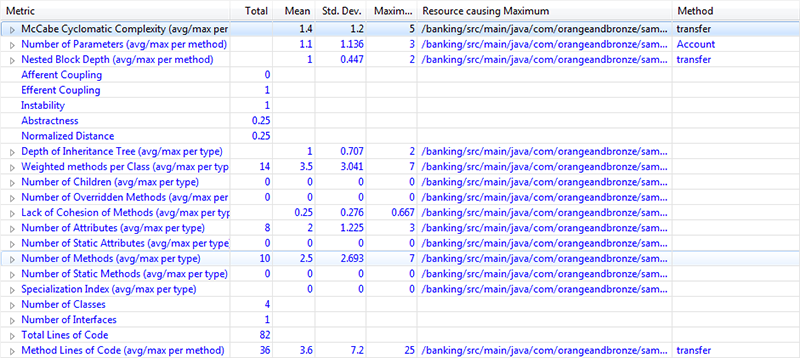 Metric Total Mean Std. Dev. Maxim... Resource causing Maximum Method
McCabe Cyclomatic Complexity (avg/max per 1.4 1.2 5 /banking/src/main/java/com/orangeandbronze/sam... transfer
Number of Parameters (avg/max per method) 1.1 1.136 3 /banking/src/main/java/com/orangeandbronze/sam... Account
Nested Block Depth (avg/max per method) 1 0.447 2 /banking/src/main/java/com/orangeandbronze/sam... transfer
Afferent Coupling 0
Efferent Coupling 1
Instability 1
Abstractness 0.25
Normalized Distance 0.25
Depth of Inheritance Tree (avg/max per type) 1 0.707 2 /banking/src/main/java/com/orangeandbronze/sam...
Weighted methods per Class (avg/max per typ 14 3.5 3.041 7 /banking/src/main/java/com/orangeandbronze/sam...
Number of Children (avg/max per type) 0 0 0 0 /banking/src/main/java/com/orangeandbronze/sam...
Number of Overridden Methods (avg/max per 0 0 0 0 /banking/src/main/java/com/orangeandbronze/sam...
Lack of Cohesion of Methods (avg/max per ty 0.25 0.276 0.667 /banking/src/main/java/com/orangeandbronze/sam...
Number of Attributes (avg/max per type) 8 2 1.225 3 /banking/src/main/java/com/orangeandbronze/sam...
Number of Static Attributes (avg/max per type) 0 0 0 0 /banking/src/main/java/com/orangeandbronze/sam...
Number of Methods (avg/max per type) 10 2.5 2.693 7 /banking/src/main/java/com/orangeandbronze/sam...
Number of Static Methods (avg/max per type) 0 0 0 0 /banking/src/main/java/com/orangeandbronze/sam...
Specialization Index (avg/max per type) 0 0 0 /banking/src/main/java/com/orangeandbronze/sam...
Number of Classes 4
Number of Interfaces 1
Total Lines of Code 82
Method Lines of Code (avg/max per method) 36 3.6 7.2 25 /banking/src/main/java/com/orangeandbronze/sam... transfer